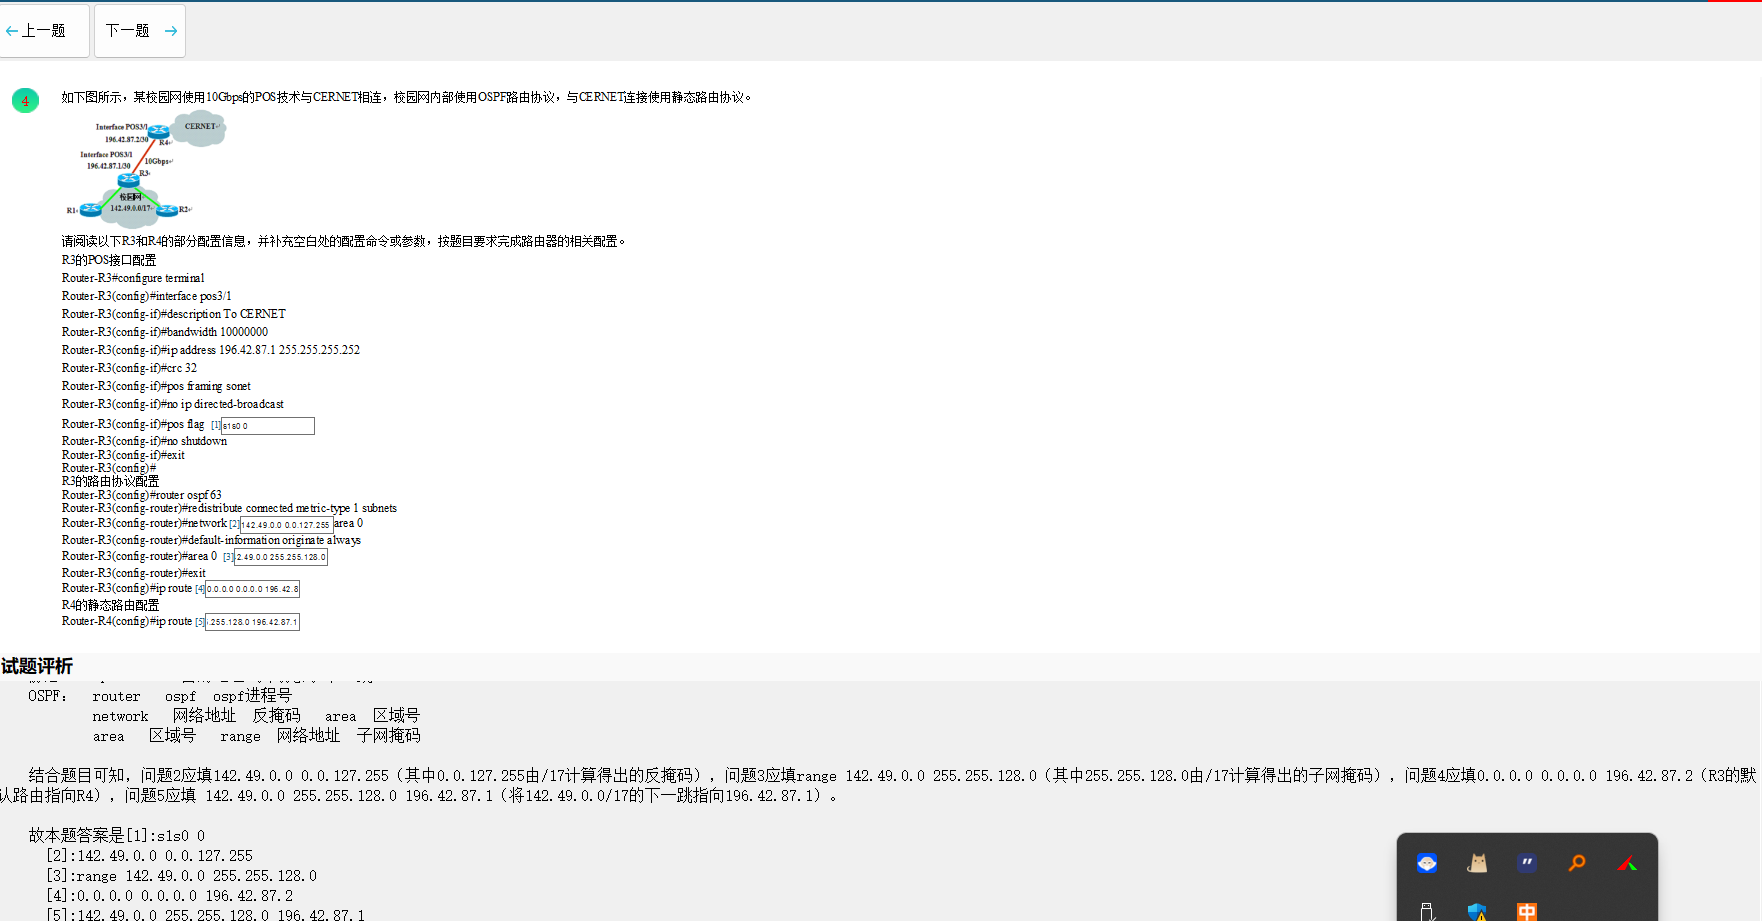 上一题
下一题
4
如下图所示，某校园网使用10Gbps的POS技术与CERNET相连，校园网内部使用OSPF路由协议，与CERNET连接使用静态路由协议。
Interface POS3/1
196.42.87.2/30
CERNET
R4
Interface POS3/1
196.42.87.1/30
10Gbps
R3
校园网
142.49.0.0/17
R1
R2
请阅读以下R3和R4的部分配置信息，并补充空白处的配置命令或参数，按题目要求完成路由器的相关配置。
R3的POS接口配置
Router-R3#configure terminal
Router-R3(config)#interface pos3/1
Router-R3(config-if)#description To CERNET
Router-R3(config-if)#bandwidth 10000000
Router-R3(config-if)#ip address 196.42.87.1 255.255.255.252
Router-R3(config-if)#crc 32
Router-R3(config-if)#pos framing sonet
Router-R3(config-if)#no ip directed-broadcast
Router-R3(config-if)#pos flag [1]s1s0 0
Router-R3(config-if)#no shutdown
Router-R3(config-if)#exit
Router-R3(config)#
R3的路由协议配置
Router-R3(config)#router ospf 63
Router-R3(config-router)#redistribute connected metric-type 1 subnets
Router-R3(config-router)#network [2]142.49.0.0 0.0.127.255 area 0
Router-R3(config-router)#default-information originate always
Router-R3(config-router)#area 0 [3]2.49.0.0 255.255.128.0
Router-R3(config-router)#exit
Router-R3(config)#ip route [4]0.0.0.0 0.0.0.0 196.42.8
R4的静态路由配置
Router-R4(config)#ip route [5].255.128.0 196.42.87.1
试题评析
OSPF： router ospf ospf进程号
network 网络地址 反掩码 area 区域号
area 区域号 range 网络地址 子网掩码
结合题目可知，问题2应填142.49.0.0 0.0.127.255（其中0.0.127.255由/17计算得出的反掩码），问题3应填range 142.49.0.0 255.255.128.0（其中255.255.128.0由/17计算得出的子网掩码），问题4应填0.0.0.0 0.0.0.0 196.42.87.2（R3的默
认路由指向R4），问题5应填 142.49.0.0 255.255.128.0 196.42.87.1（将142.49.0.0/17的下一跳指向196.42.87.1）。
故本题答案是[1]:s1s0 0
[2]:142.49.0.0 0.0.127.255
[3]:range 142.49.0.0 255.255.128.0
[4]:0.0.0.0 0.0.0.0 196.42.87.2
[5]:142.49.0.0 255.255.128.0 196.42.87.1
中